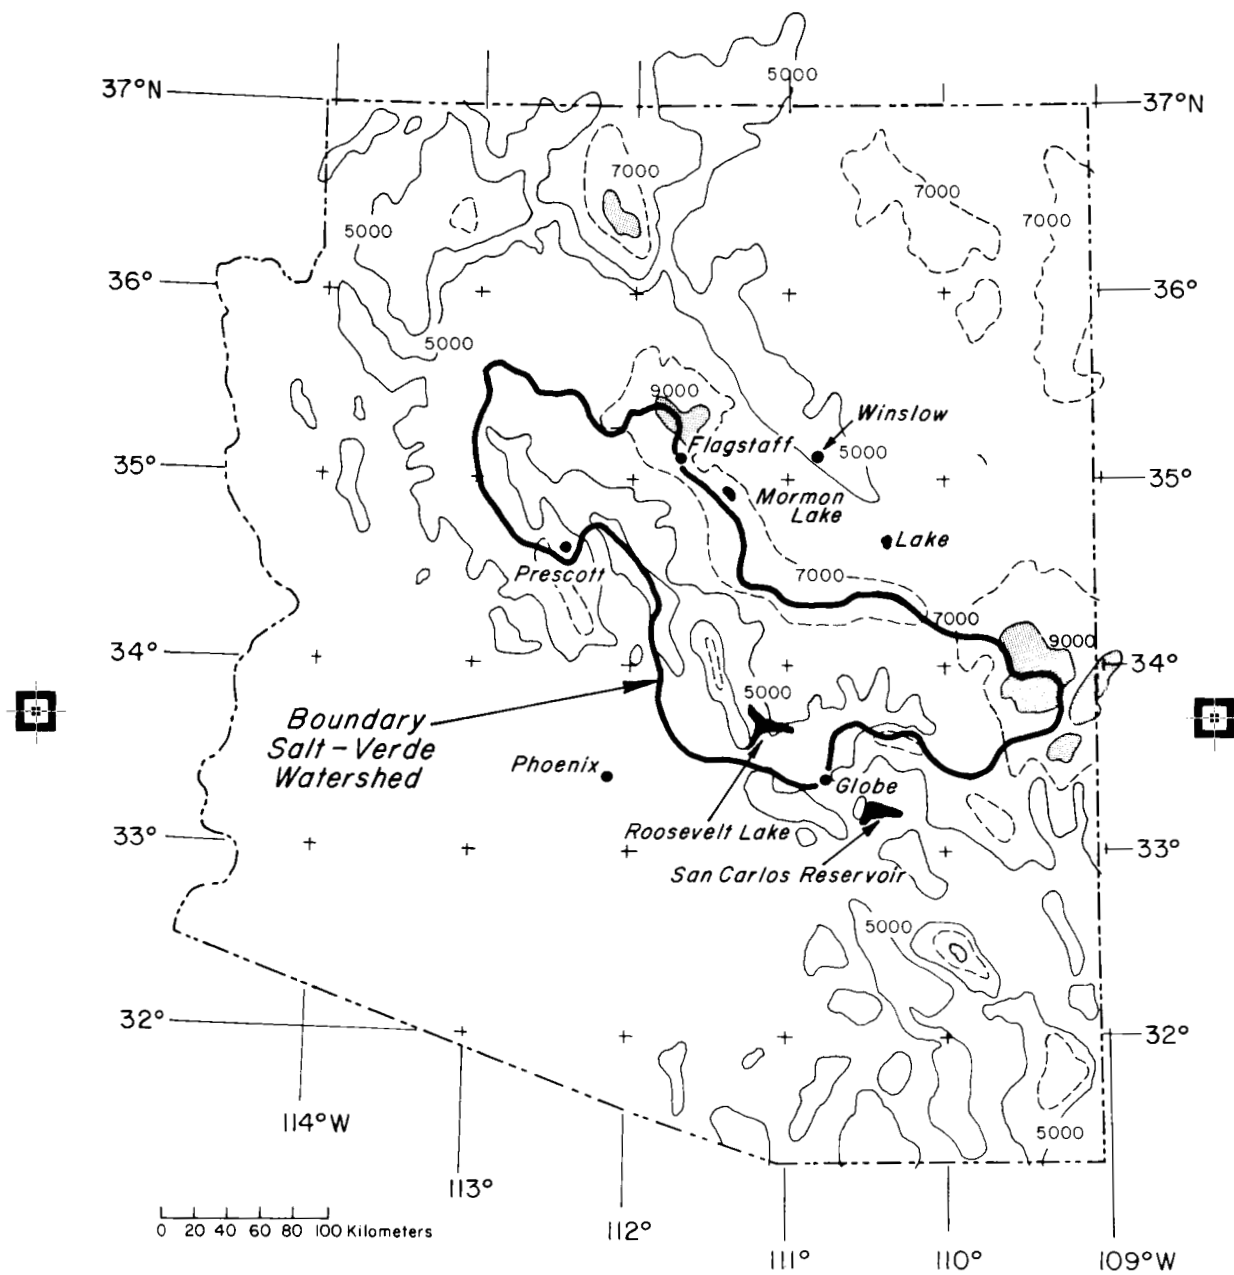 5000
37°N
37°N
7000
7000
7000
5000
36°
36°
5000
9000
Winslow
Flagstaff
5000
35°
35°
Mormon
Lake
Lake
Prescott
7000
7000
9000
34°
34°
5000
Boundary
Salt-Verde
Watershed
Phoenix
Globe
Roosevelt Lake
33°
33°
San Carlos Reservoir
5000
32°
32°
114°W
5000
113°
0 20 40 60 80 100 Kilometers
112°
111°
110°
109°W